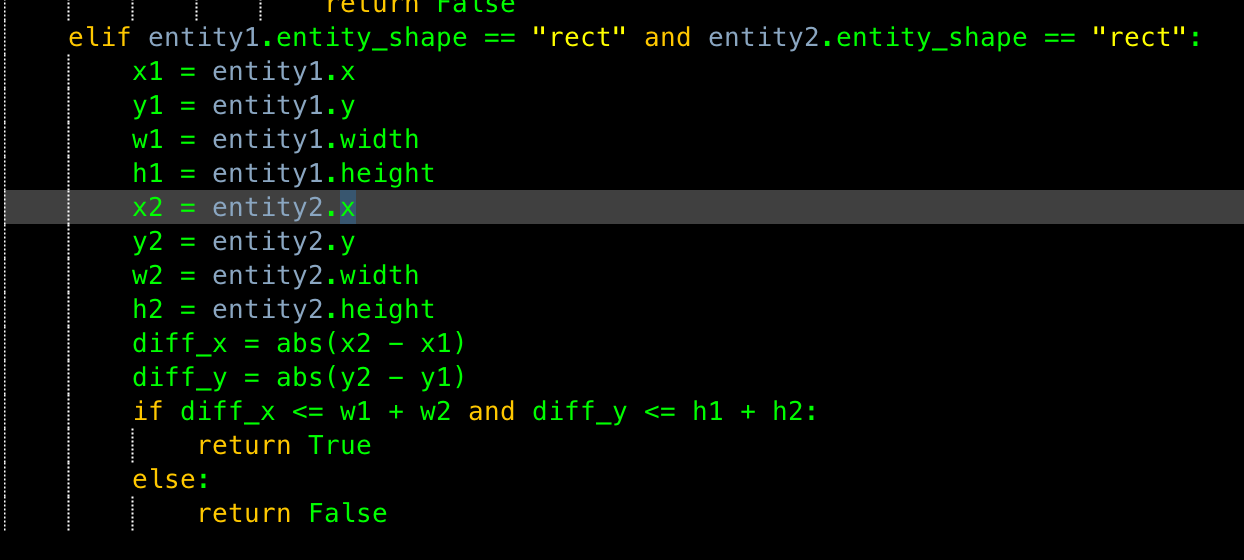 return False
elif entity1.entity_shape == "rect" and entity2.entity_shape == "rect":
x1 = entity1.x
y1 = entity1.y
w1 = entity1.width
h1 = entity1.height
x2 = entity2.x
y2 = entity2.y
w2 = entity2.width
h2 = entity2.height
diff_x = abs(x2 - x1)
diff_y = abs(y2 - y1)
if diff_x <= w1 + w2 and diff_y <= h1 + h2:
return True
else:
return False